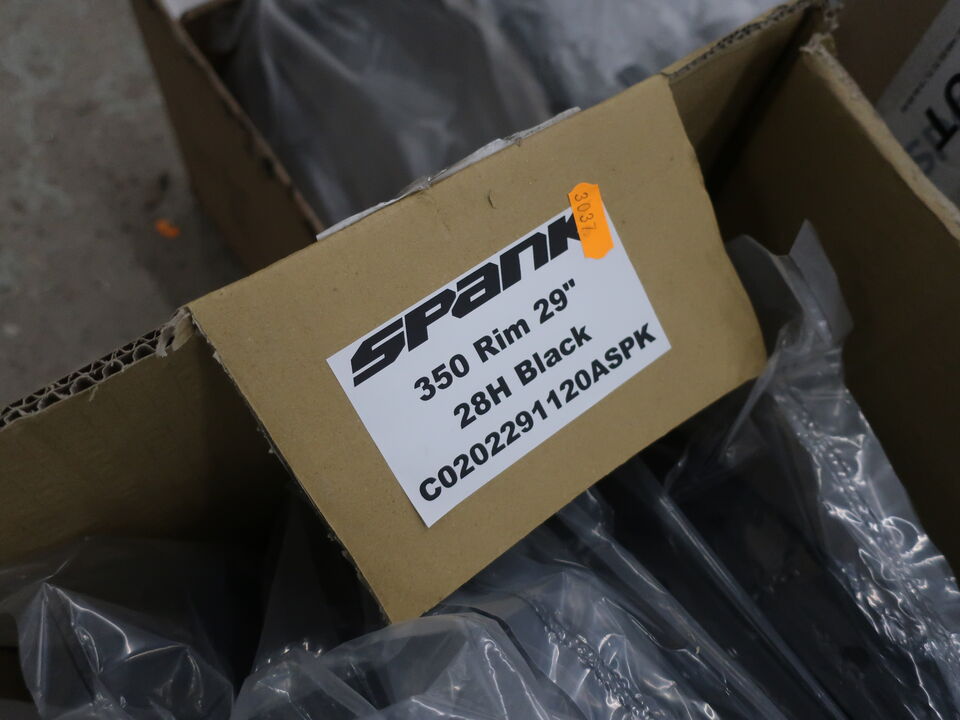 SPANK
3037
350 Rim 29"
28H Black
C0202291120ASPK